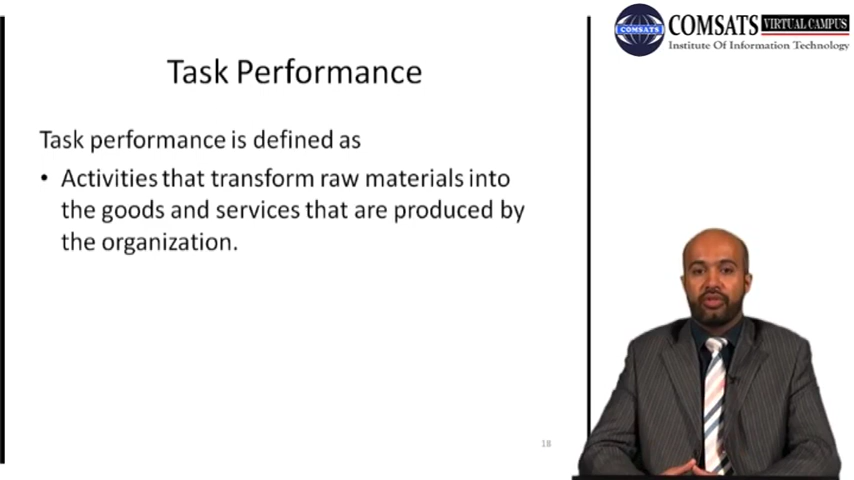 COMSATS VIRTUAL CAMPUS
COMSATS
Institute Of Information Technology
Task Performance
Task performance is defined as
• Activities that transform raw materials into
the goods and services that are produced by
the organization.
18